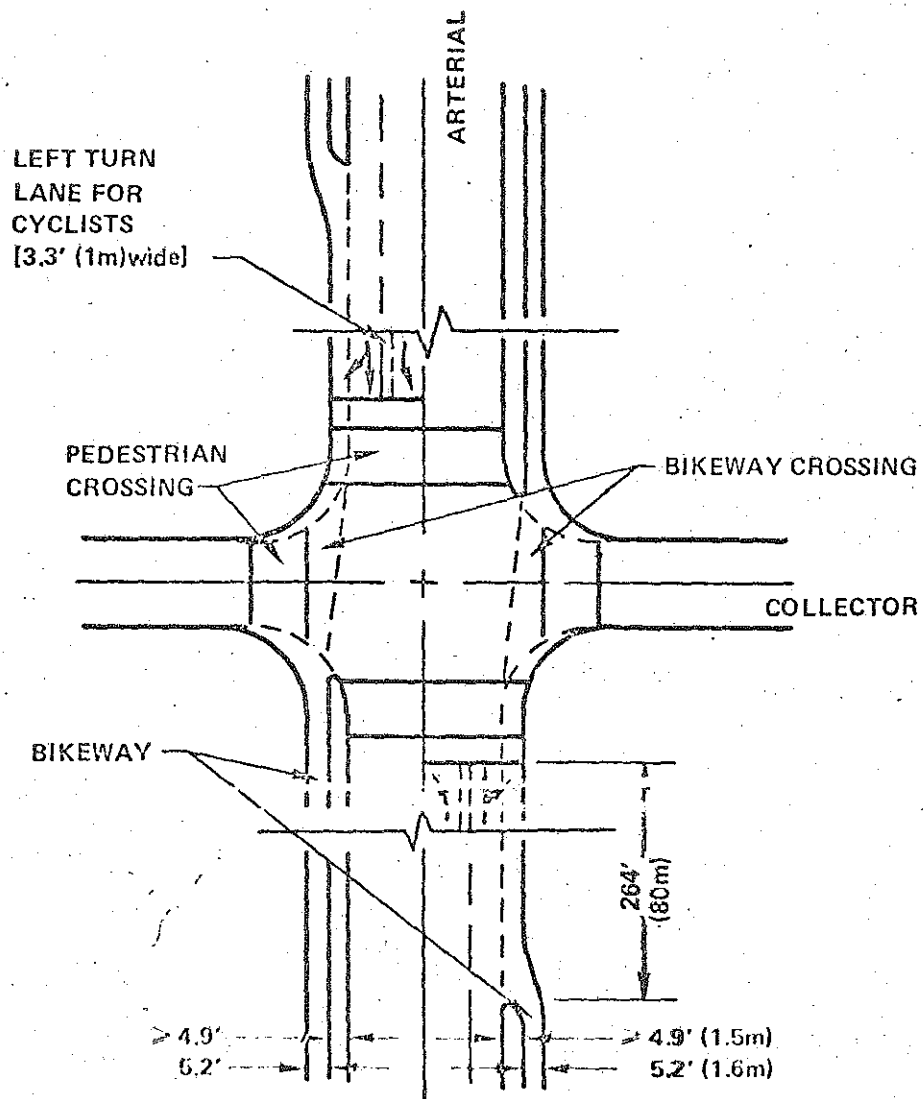 ARTERIAL
LEFT TURN
LANE FOR
CYCLISTS
[3.3' (1m)wide]
PEDESTRIAN
CROSSING
BIKEWAY CROSSING
COLLECTOR
BIKEWAY
264'
(80m)
⩾ 4.9'
⩾ 4.9' (1.5m)
5.2'
5.2' (1.6m)